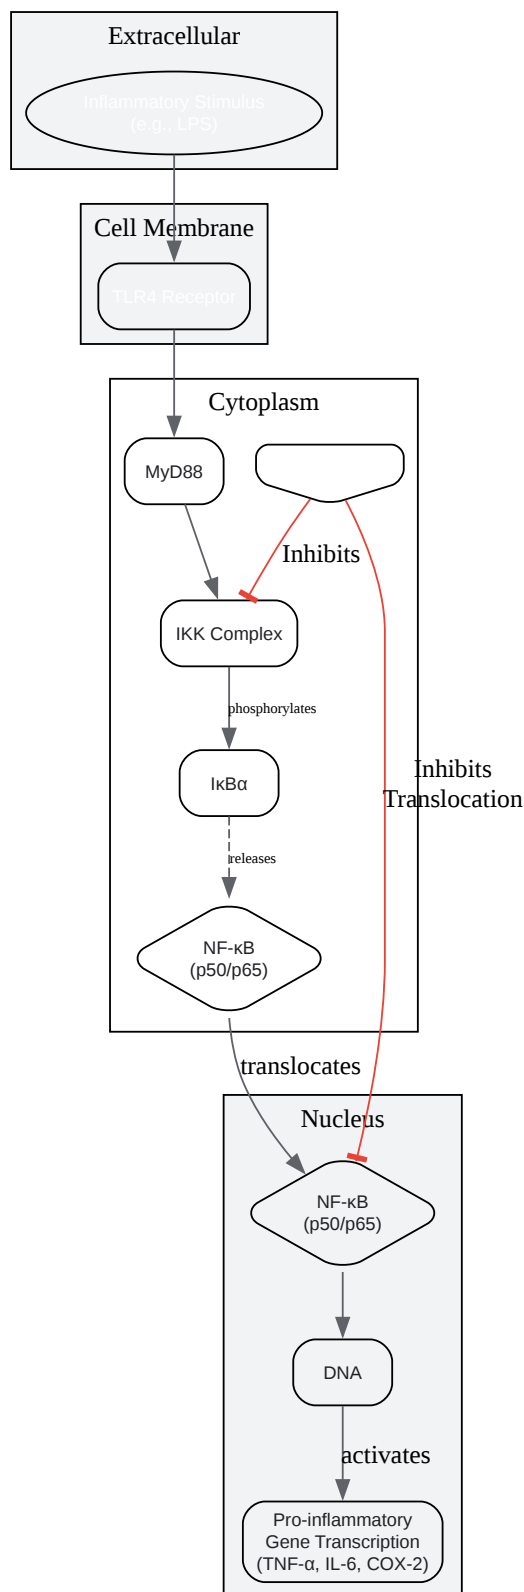 Extracellular
Inflammatory Stimulus
(e.g., LPS)
Cell Membrane
TLR4 Receptor
Cytoplasm
MyD88
Inhibits
IKK Complex
phosphorylates
IκBα
Inhibits
Translocation
releases
NF-κB
(p50/p65)
translocates
Nucleus
NF-κB
(p50/p65)
DNA
activates
Pro-inflammatory
Gene Transcription
(TNF-α, IL-6, COX-2)